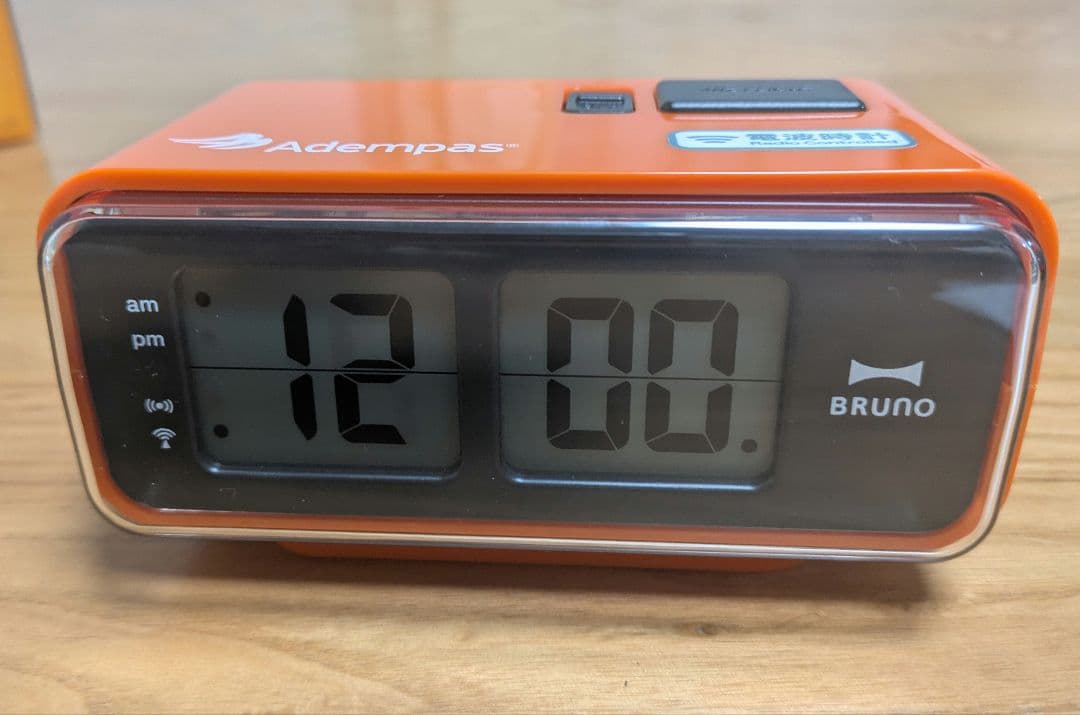 Adempas®
電波時計
Radio Controlled
am
pm
12 00
BRUNO